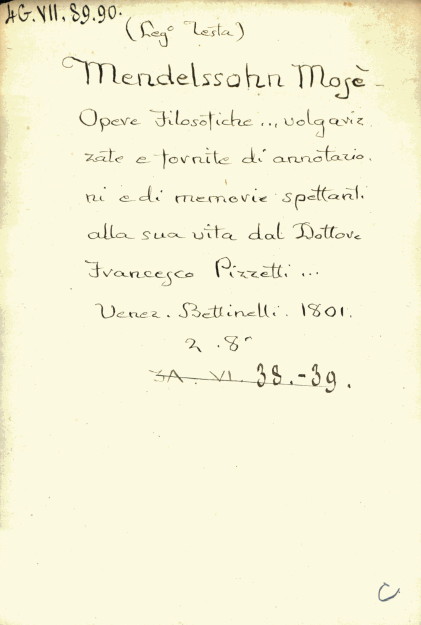 AG.VII.89.90.
(Leg.º Testa)
Mendelssohn Mosè -
Opere Filosofiche .., volgariz
zate e fornite di annotazio.
ni e di memorie spettanti.
alla sua vita dal Dottore
Francesco Pizzetti ...
Venez. Bettinelli. 1801.
2 . 8º
3A. VI. 38.-39.
C